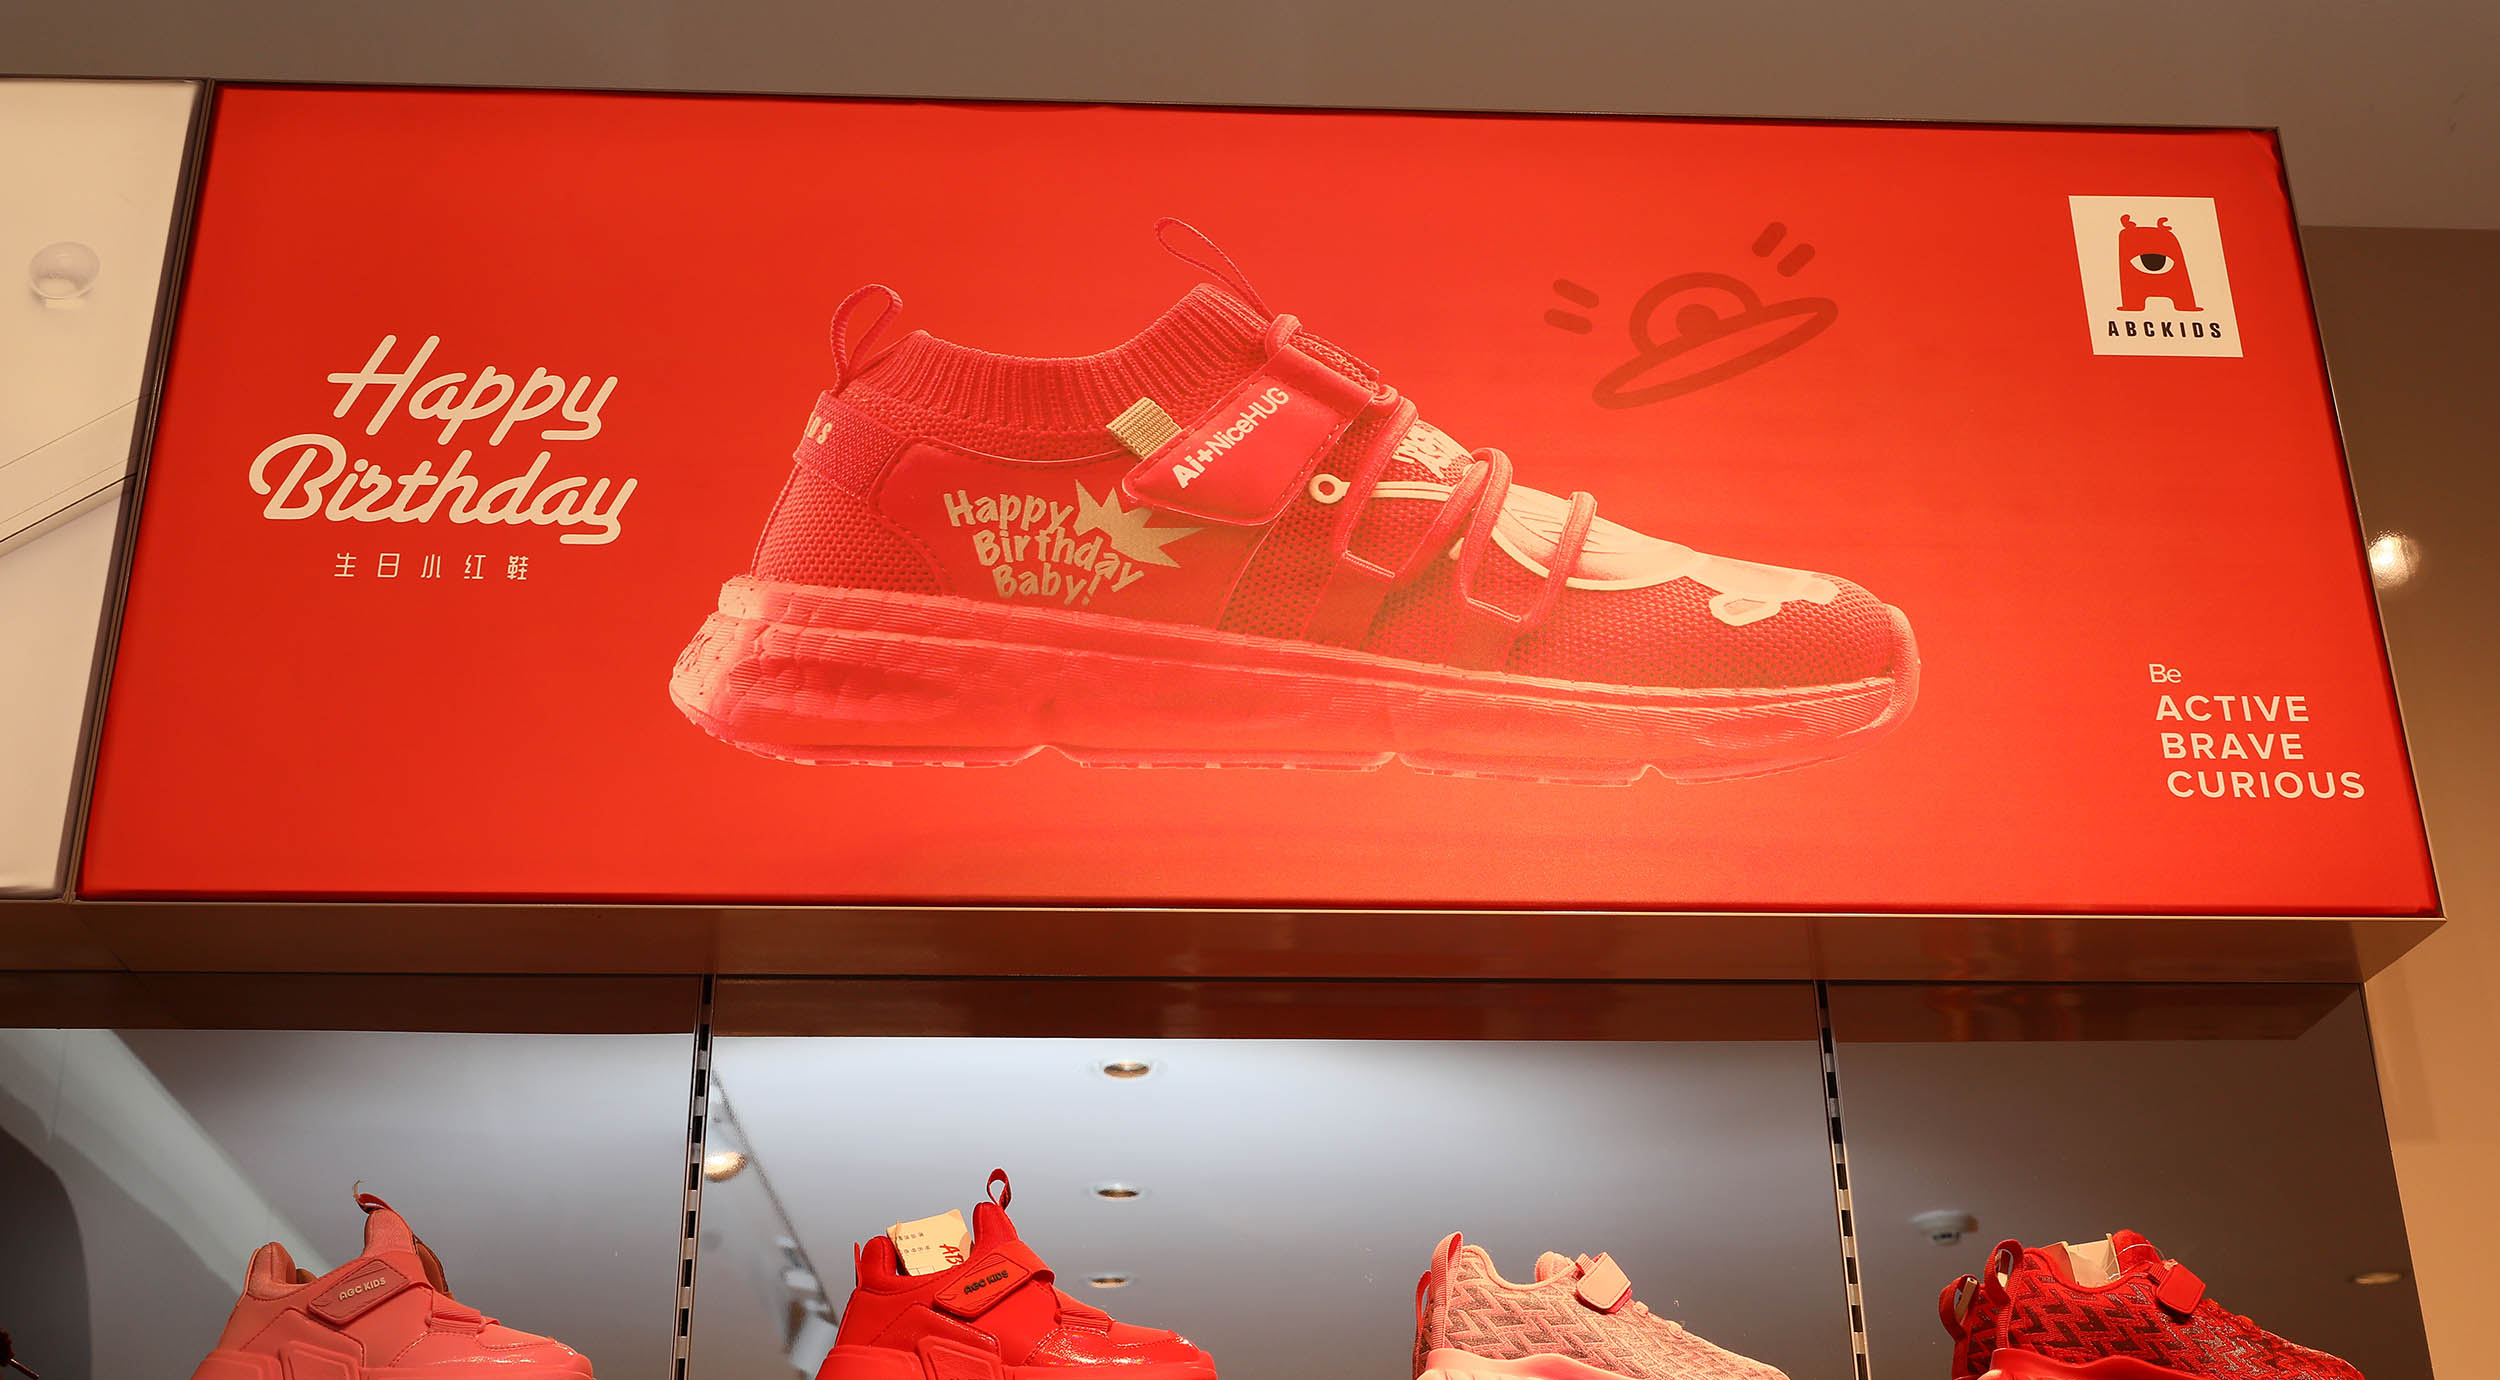 Happy
Birthday
生日小红鞋
Ai+NiceHUG
Happy
Birthday
Baby!
ABCKIDS
Be
ACTIVE
BRAVE
CURIOUS
ABC KIDS
ABC KIDS